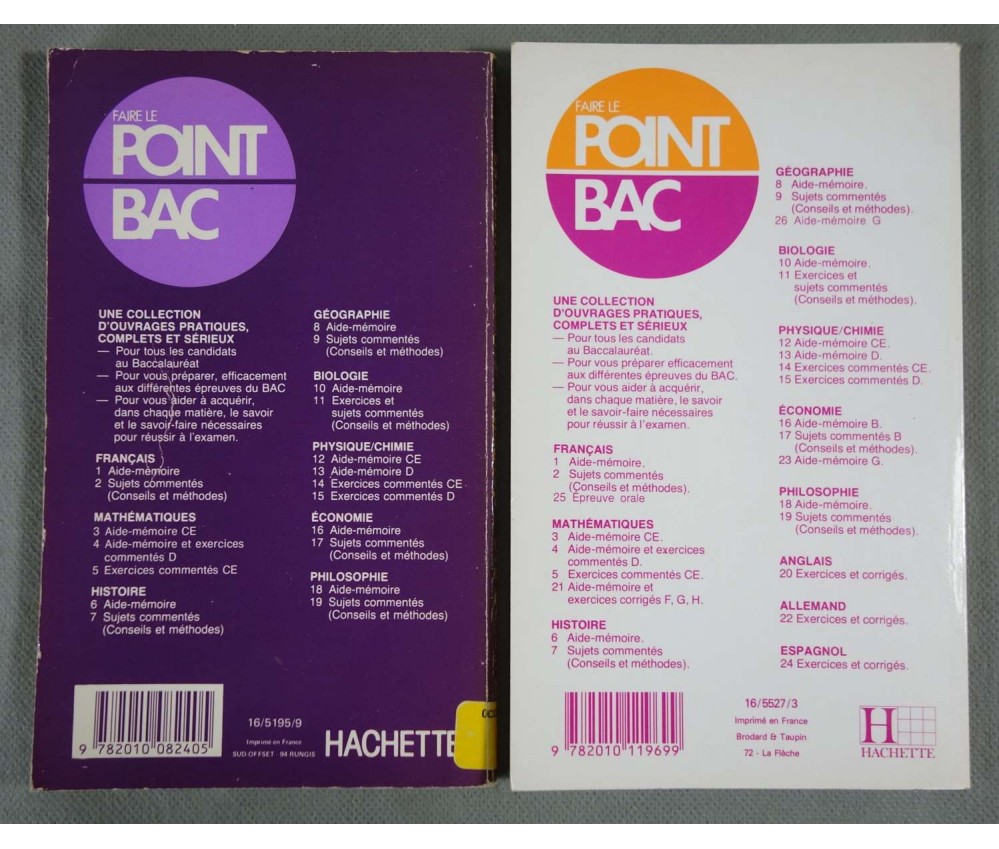 FAIRE LE
POINT
BAC
UNE COLLECTION
D'OUVRAGES PRATIQUES,
COMPLETS ET SÉRIEUX
— Pour tous les candidats
au Baccalauréat
— Pour vous préparer, efficacement
aux différentes épreuves du BAC
— Pour vous aider à acquérir,
dans chaque matière, le savoir
et le savoir-faire nécessaires
pour réussir à l'examen.
FRANÇAIS
1 Aide-mémoire
2 Sujets commentés
(Conseils et méthodes)
MATHÉMATIQUES
3 Aide-mémoire CE
4 Aide-mémoire et exercices
commentés D
5 Exercices commentés CE
HISTOIRE
6 Aide-mémoire
7 Sujets commentés
(Conseils et méthodes)
GÉOGRAPHIE
8 Aide-mémoire
9 Sujets commentés
(Conseils et méthodes)
BIOLOGIE
10 Aide-mémoire
11 Exercices et
sujets commentés
(Conseils et méthodes)
PHYSIQUE/CHIMIE
12 Aide-mémoire CE
13 Aide-mémoire D
14 Exercices commentés CE
15 Exercices commentés D
ÉCONOMIE
16 Aide-mémoire
17 Sujets commentés
(Conseils et méthodes)
PHILOSOPHIE
18 Aide-mémoire
19 Sujets commentés
(Conseils et méthodes)
9 782010 082405
16/5195/9
Imprimé en France
SUD OFFSET - 94 RUNGIS
HACHETTE
FAIRE LE
POINT
BAC
UNE COLLECTION
D'OUVRAGES PRATIQUES,
COMPLETS ET SÉRIEUX
— Pour tous les candidats
au Baccalauréat.
— Pour vous préparer efficacement
aux différentes épreuves du BAC.
— Pour vous aider à acquérir,
dans chaque matière, le savoir
et le savoir-faire nécessaires
pour réussir à l'examen.
FRANÇAIS
1 Aide-mémoire.
2 Sujets commentés
(Conseils et méthodes).
25 Épreuve orale
MATHÉMATIQUES
3 Aide-mémoire CE.
4 Aide-mémoire et exercices
commentés D.
5 Exercices commentés CE.
21 Aide-mémoire et
exercices corrigés F, G, H.
HISTOIRE
6 Aide-mémoire.
7 Sujets commentés
(Conseils et méthodes).
GÉOGRAPHIE
8 Aide-mémoire.
9 Sujets commentés
(Conseils et méthodes).
26 Aide-mémoire G
BIOLOGIE
10 Aide-mémoire.
11 Exercices et
sujets commentés
(Conseils et méthodes).
PHYSIQUE/CHIMIE
12 Aide-mémoire CE.
13 Aide-mémoire D.
14 Exercices commentés CE.
15 Exercices commentés D.
ÉCONOMIE
16 Aide-mémoire B.
17 Sujets commentés B
(Conseils et méthodes).
23 Aide-mémoire G.
PHILOSOPHIE
18 Aide-mémoire.
19 Sujets commentés
(Conseils et méthodes).
ANGLAIS
20 Exercices et corrigés.
ALLEMAND
22 Exercices et corrigés.
ESPAGNOL
24 Exercices et corrigés.
9 782010 119699
16/5527/3
Imprimé en France
Brodard & Taupin
72 - La Flèche
H
HACHETTE